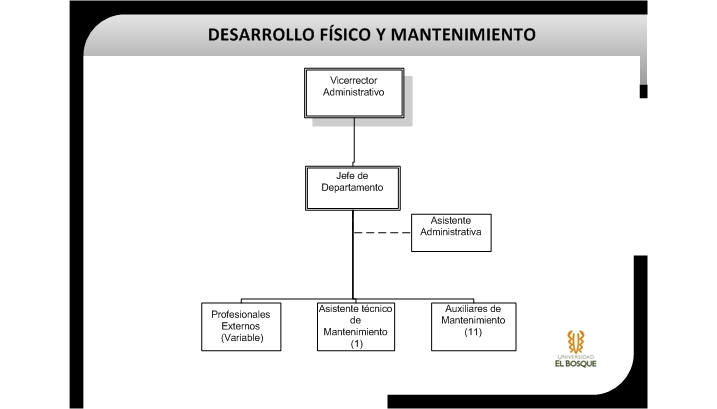 DESARROLLO FÍSICO Y MANTENIMIENTO
Vicerrector
Administrativo
Jefe de
Departamento
Asistente
Administrativa
Profesionales
Externos
(Variable)
Asistente técnico
de
Mantenimiento
(1)
Auxiliares de
Mantenimiento
(11)
UNIVERSIDAD
EL BOSQUE